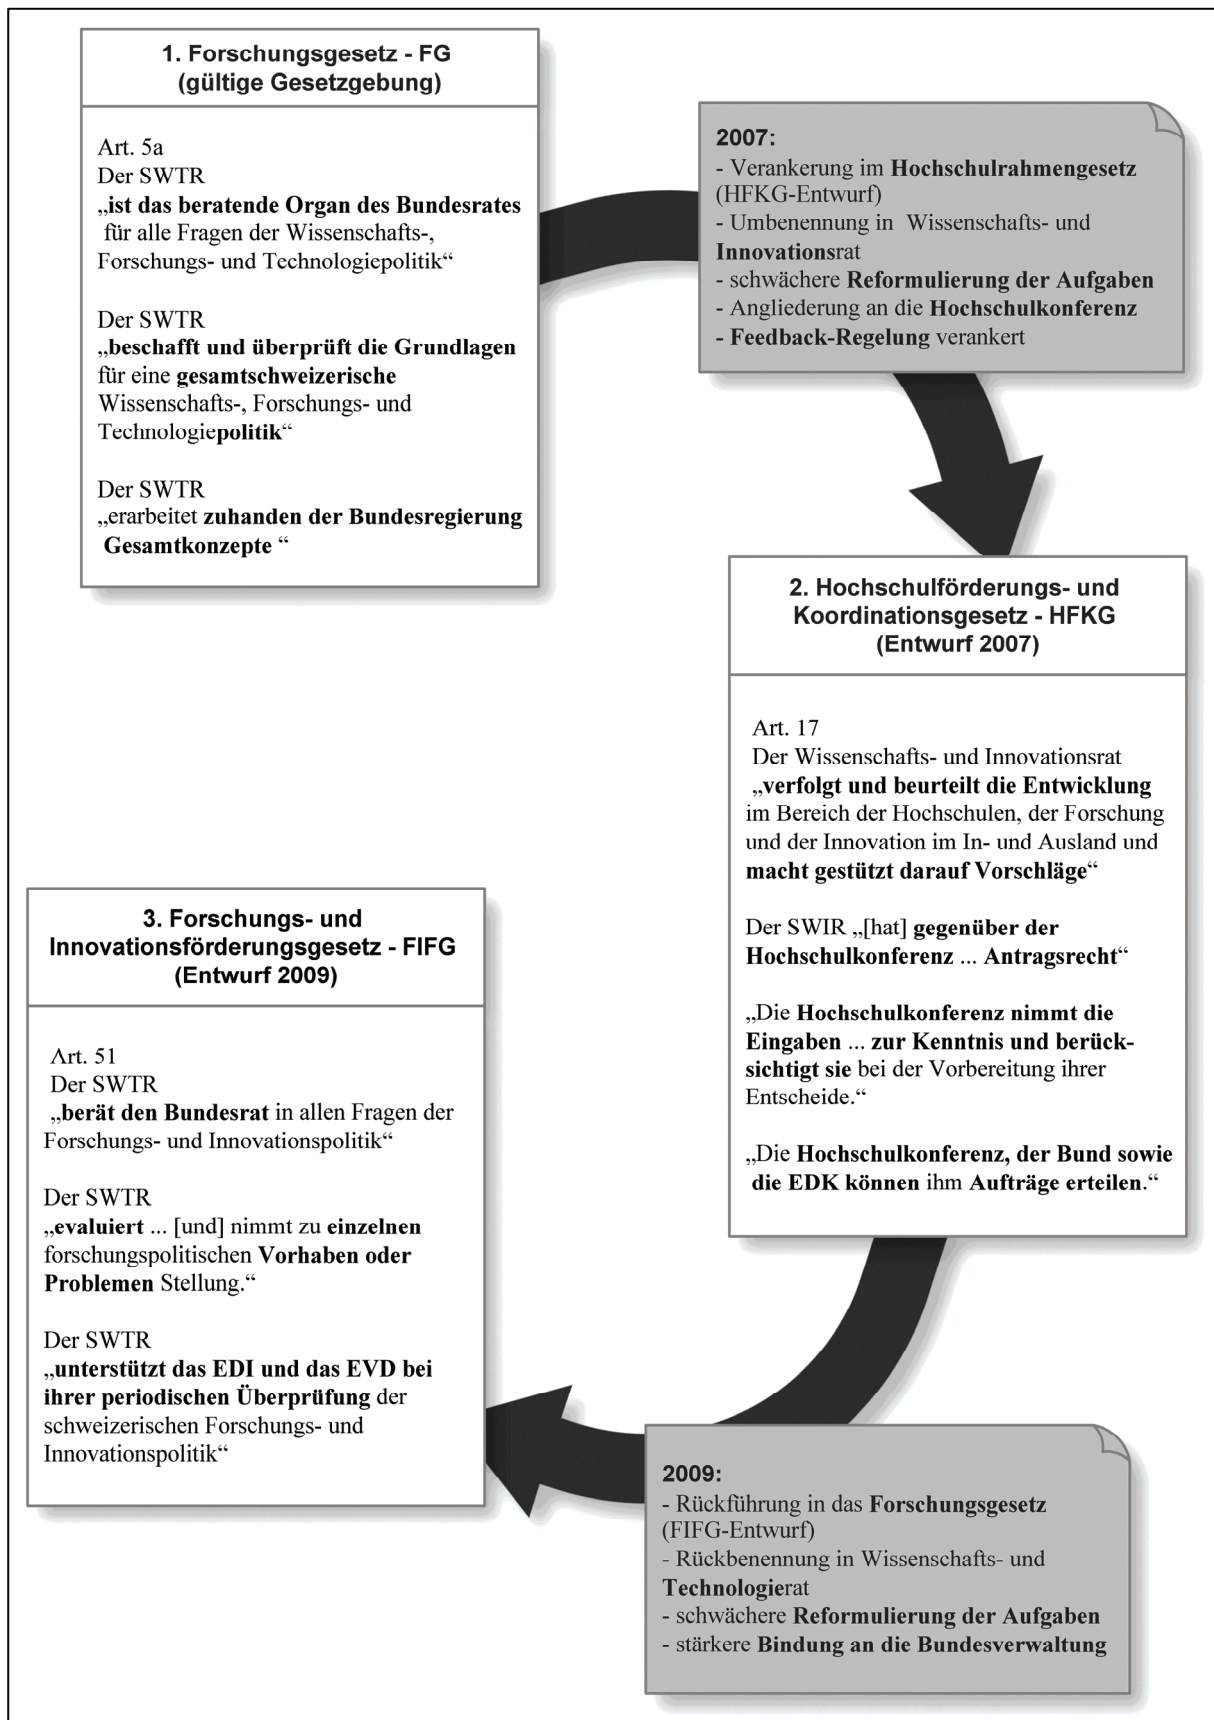 1. Forschungsgesetz - FG
(gültige Gesetzgebung)
Art. 5a
Der SWTR
„ist das beratende Organ des Bundesrates
für alle Fragen der Wissenschafts-,
Forschungs- und Technologiepolitik“
Der SWTR
„beschafft und überprüft die Grundlagen
für eine gesamtschweizerische
Wissenschafts-, Forschungs- und
Technologiepolitik“
Der SWTR
„erarbeitet zuhanden der Bundesregierung
Gesamtkonzepte “
2007:
- Verankerung im Hochschulrahmengesetz
(HFKG-Entwurf)
- Umbenennung in Wissenschafts- und
Innovationsrat
- schwächere Reformulierung der Aufgaben
- Angliederung an die Hochschulkonferenz
- Feedback-Regelung verankert
2. Hochschulförderungs- und
Koordinationsgesetz - HFKG
(Entwurf 2007)
Art. 17
Der Wissenschafts- und Innovationsrat
„verfolgt und beurteilt die Entwicklung
im Bereich der Hochschulen, der Forschung
und der Innovation im In- und Ausland und
macht gestützt darauf Vorschläge“
Der SWIR „[hat] gegenüber der
Hochschulkonferenz ... Antragsrecht“
„Die Hochschulkonferenz nimmt die
Eingaben ... zur Kenntnis und berück-
sichtigt sie bei der Vorbereitung ihrer
Entscheide.“
„Die Hochschulkonferenz, der Bund sowie
die EDK können ihm Aufträge erteilen.“
2009:
- Rückführung in das Forschungsgesetz
(FIFG-Entwurf)
- Rückbenennung in Wissenschafts- und
Technologierat
- schwächere Reformulierung der Aufgaben
- stärkere Bindung an die Bundesverwaltung
3. Forschungs- und
Innovationsförderungsgesetz - FIFG
(Entwurf 2009)
Art. 51
Der SWTR
„berät den Bundesrat in allen Fragen der
Forschungs- und Innovationspolitik“
Der SWTR
„evaluiert ... [und] nimmt zu einzelnen
forschungspolitischen Vorhaben oder
Problemen Stellung.“
Der SWTR
„unterstützt das EDI und das EVD bei
ihrer periodischen Überprüfung der
schweizerischen Forschungs- und
Innovationspolitik“